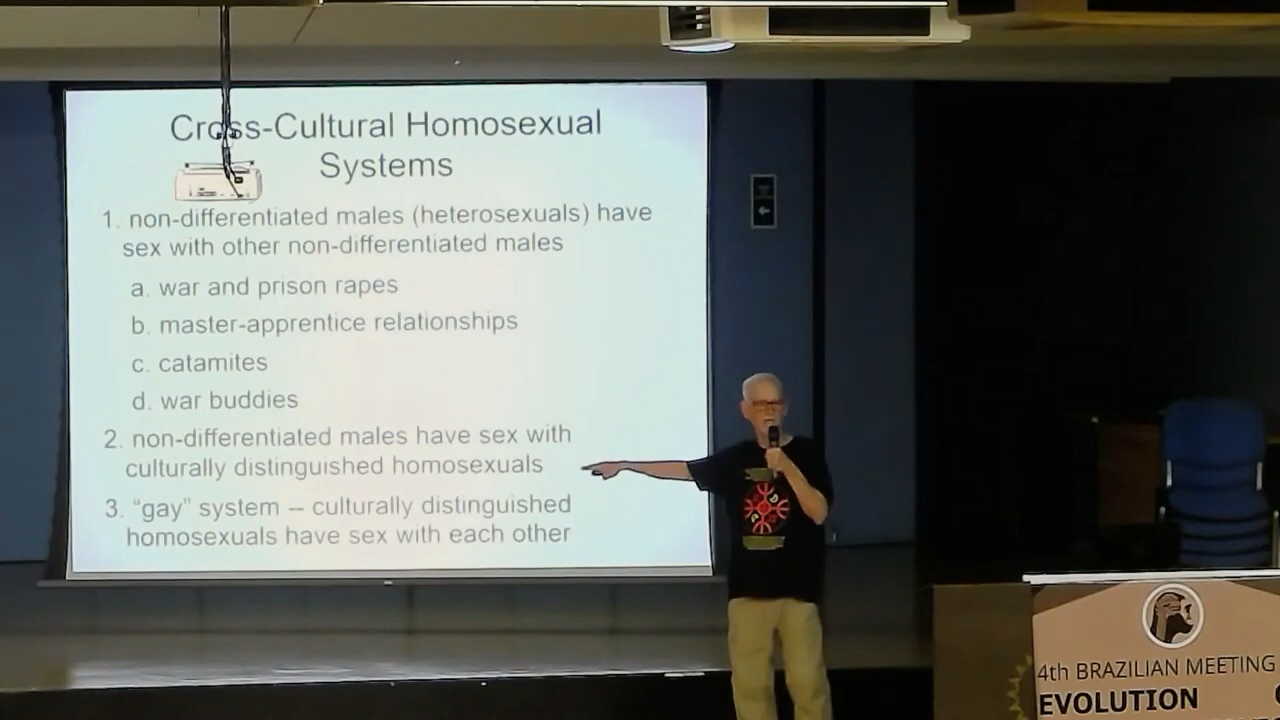 Cross-Cultural Homosexual
Systems
1. non-differentiated males (heterosexuals) have
sex with other non-differentiated males
a. war and prison rapes
b. master-apprentice relationships
c. catamites
d. war buddies
2. non-differentiated males have sex with
culturally distinguished homosexuals
3. “gay” system – culturally distinguished
homosexuals have sex with each other
4th BRAZILIAN MEETING
EVOLUTION